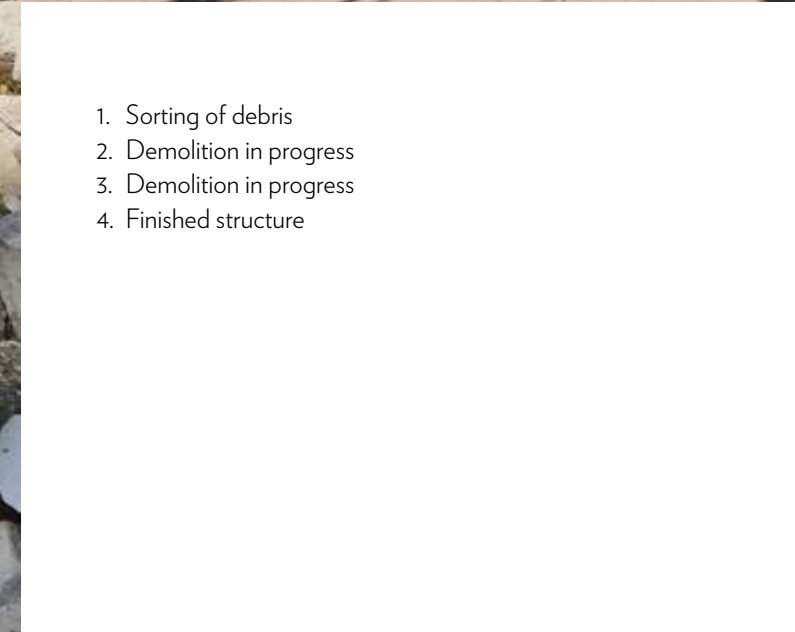 1. Sorting of debris
2. Demolition in progress
3. Demolition in progress
4. Finished structure